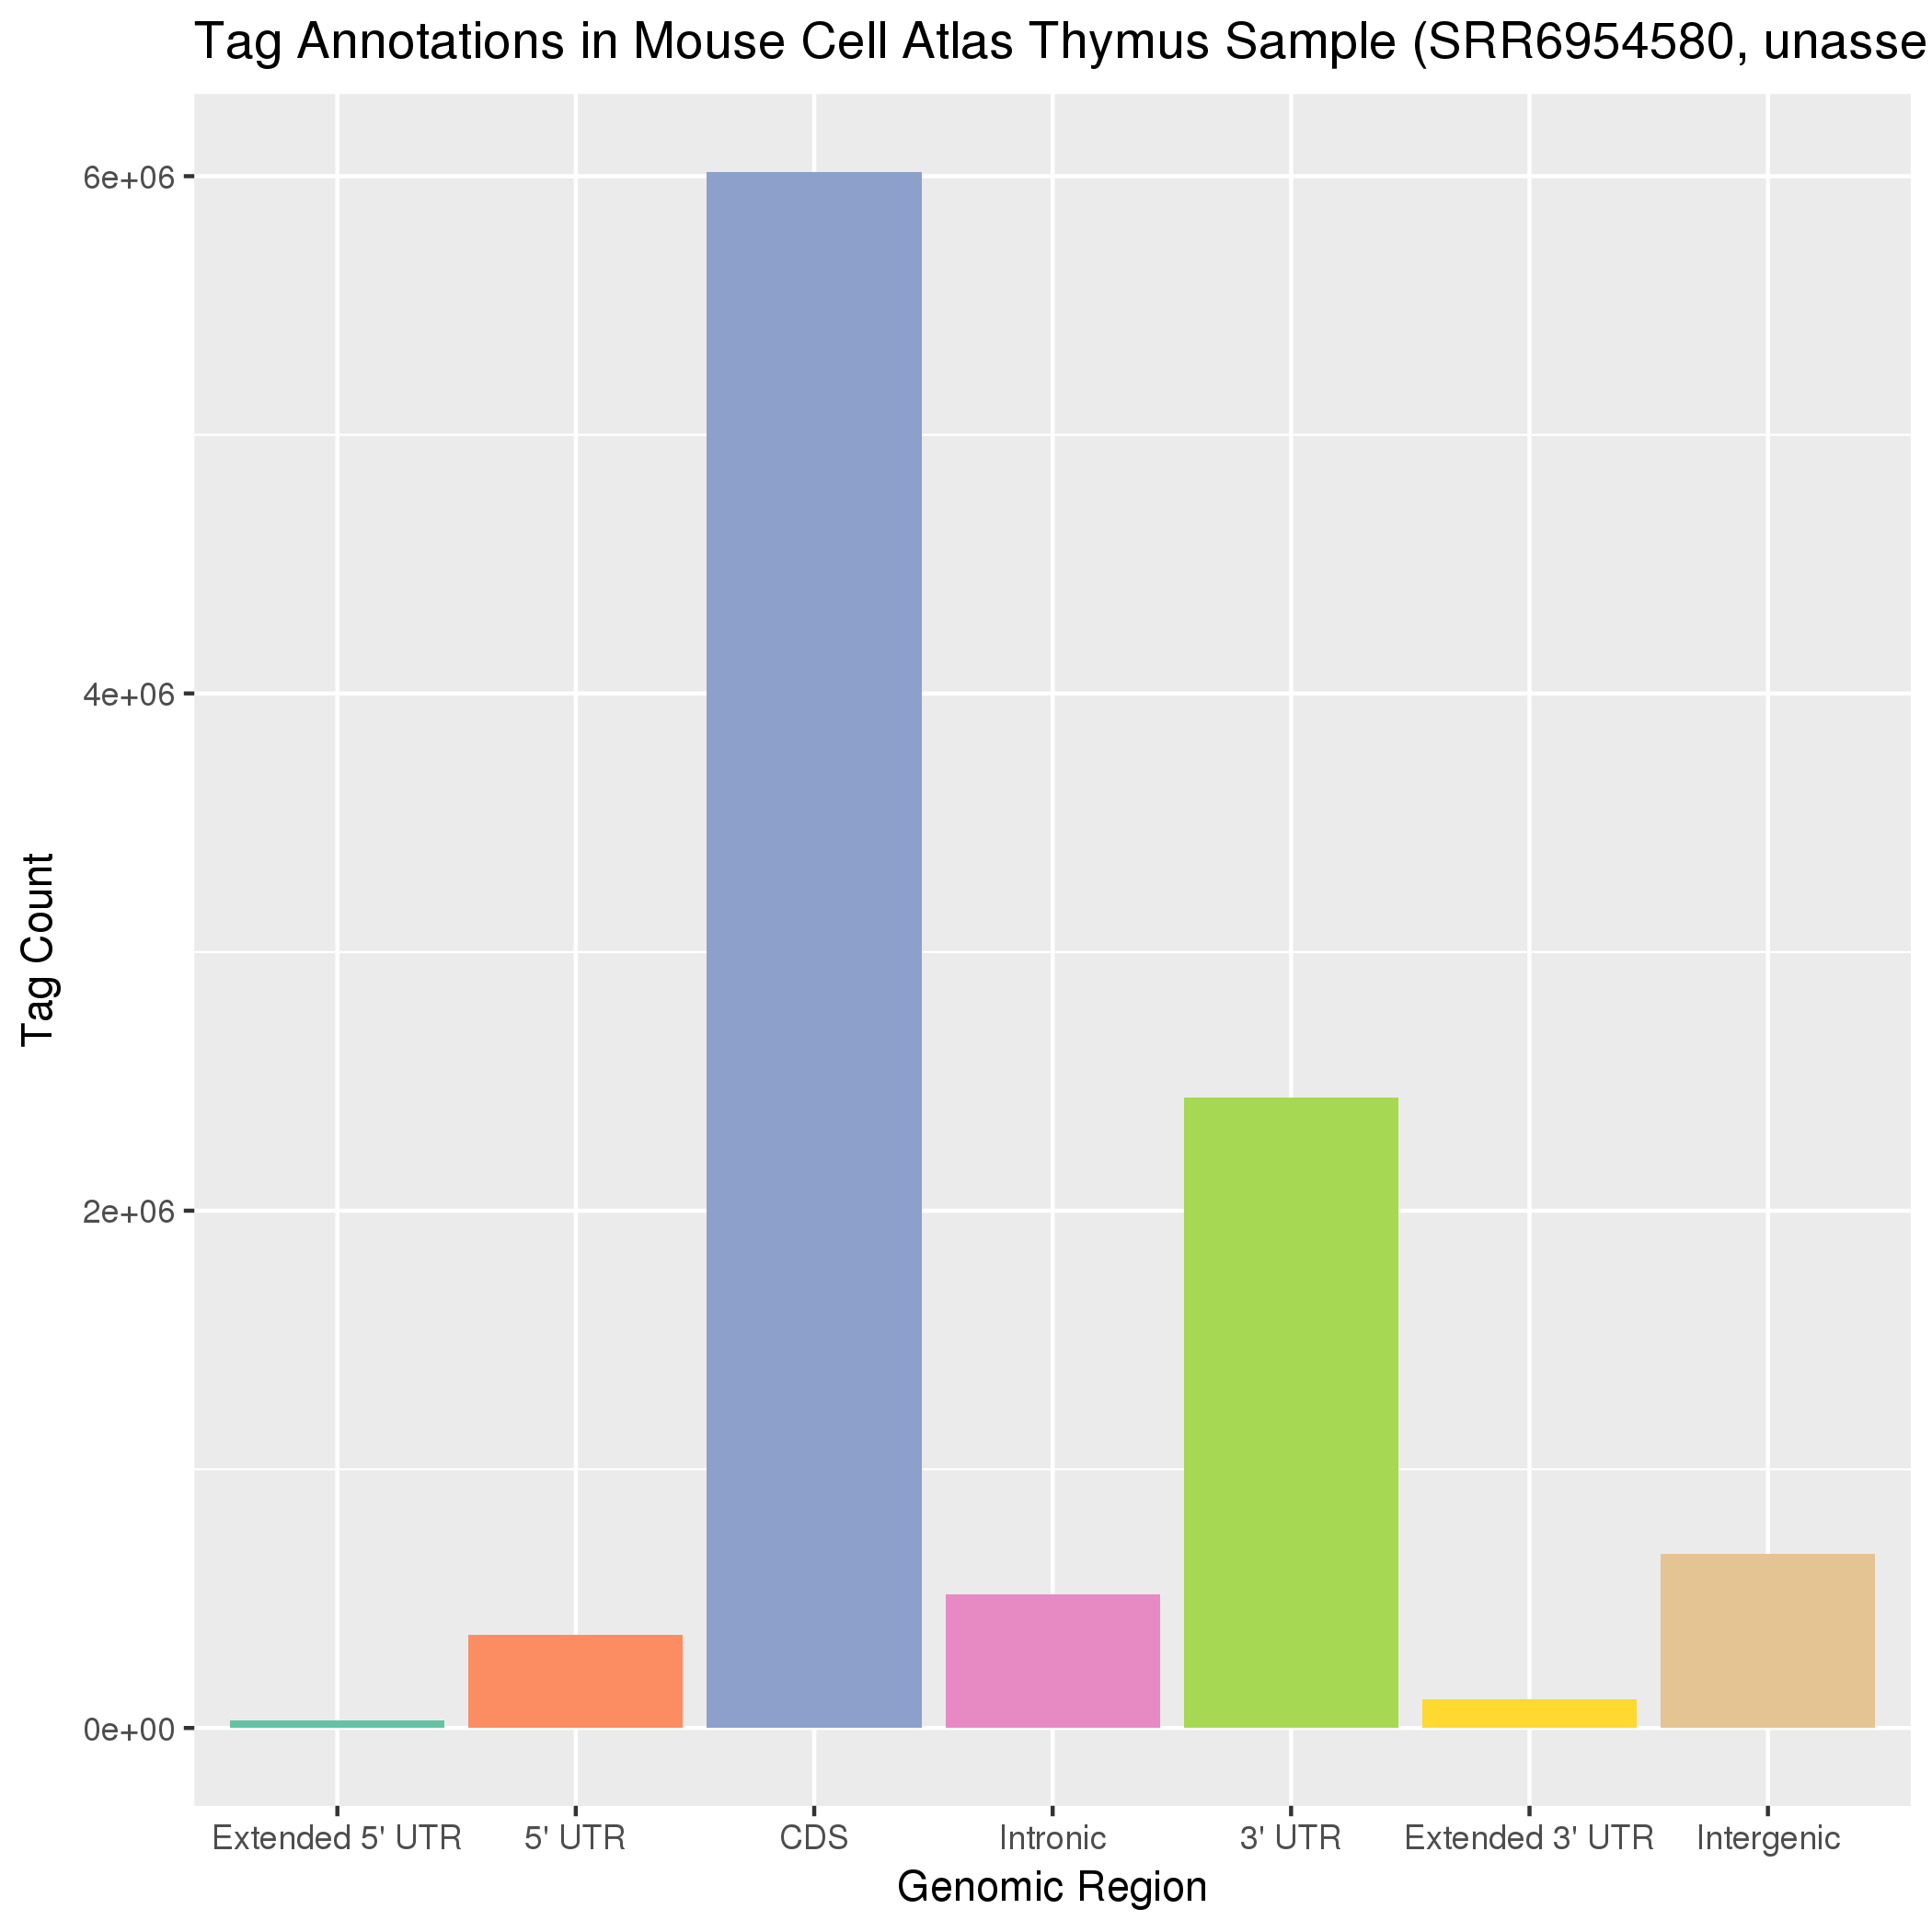 Tag Annotations in Mouse Cell Atlas Thymus Sample (SRR6954580, unasse
6e+06
4e+06
2e+06
0e+00
Tag Count
Extended 5' UTR
5' UTR
CDS
Intronic
3' UTR
Extended 3' UTR
Intergenic
Genomic Region